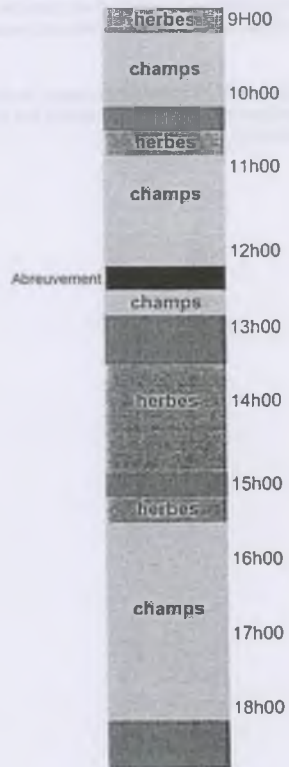 herbes 9H00
champs
10h00
herbes
11h00
champs
12h00
Abreuvement
champs
13h00
herbes 14h00
15h00
herbes
16h00
champs
17h00
18h00